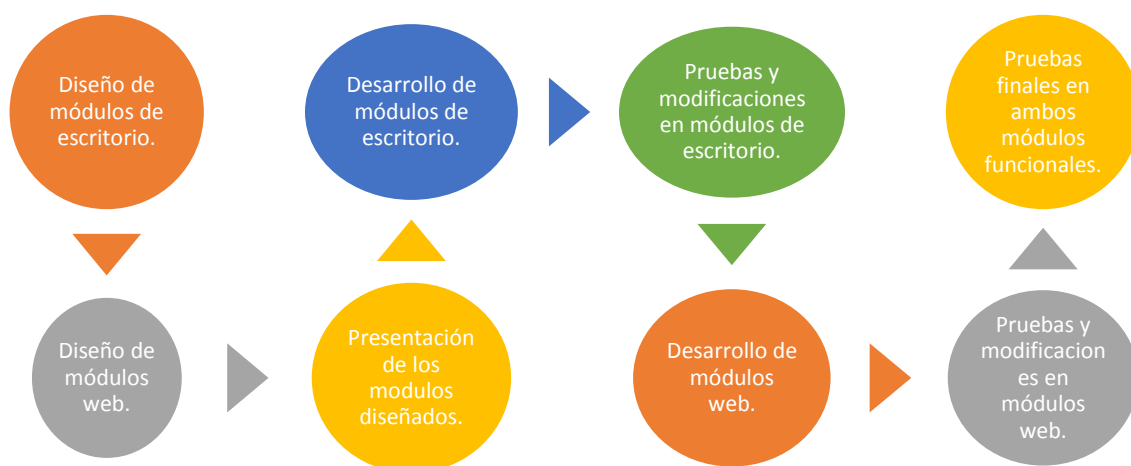 Diseño de
módulos de
escritorio.
Diseño de
módulos
web.
Presentación
de los
modulos
diseñados.
Desarrollo de
módulos de
escritorio.
Pruebas y
modificaciones
en módulos de
escritorio.
Desarrollo de
módulos
web.
Pruebas y
modificacion
es en
módulos
web.
Pruebas
finales en
ambos
módulos
funcionales.